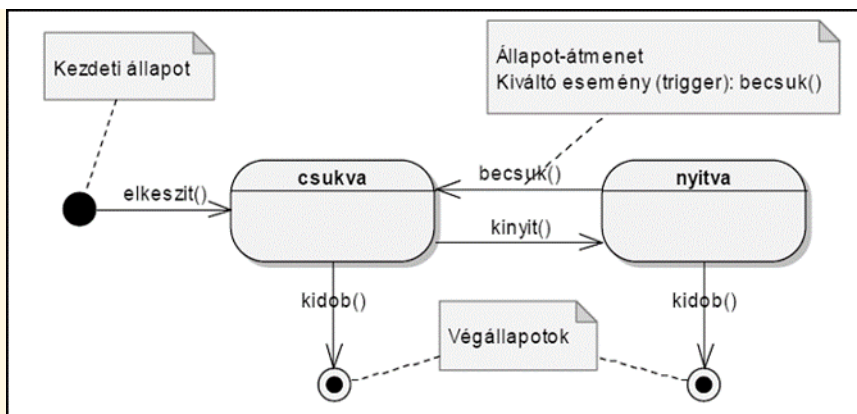 Kezdeti állapot
Állapot-átmenet
Kiváltó esemény (trigger): becsuk()
elkeszit()
csukva
becsuk()
nyitva
kinyit()
kidob()
kidob()
Végállapotok